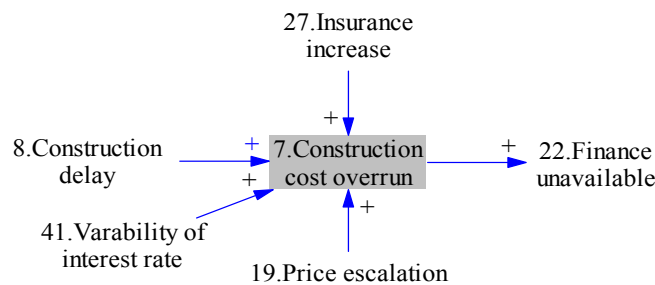 27.Insurance
increase
+
8.Construction
delay
+
7.Construction
cost overrun
+
22.Finance
unavailable
+
41.Varability of
interest rate
+
19.Price escalation